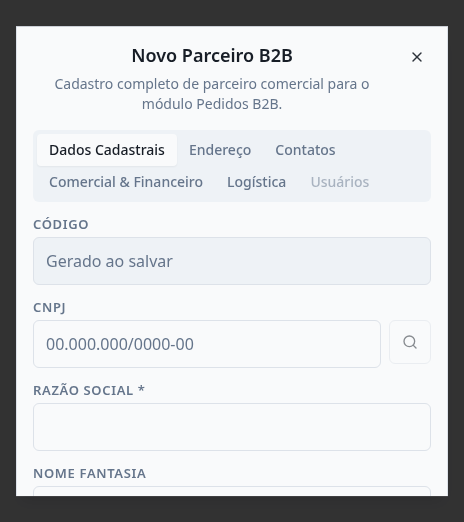 Novo Parceiro B2B
Cadastro completo de parceiro comercial para o
módulo Pedidos B2B.
Dados Cadastrais Endereço Contatos
Comercial & Financeiro Logística Usuários
CÓDIGO
Gerado ao salvar
CNPJ
00.000.000/0000-00
RAZÃO SOCIAL *
NOME FANTASIA